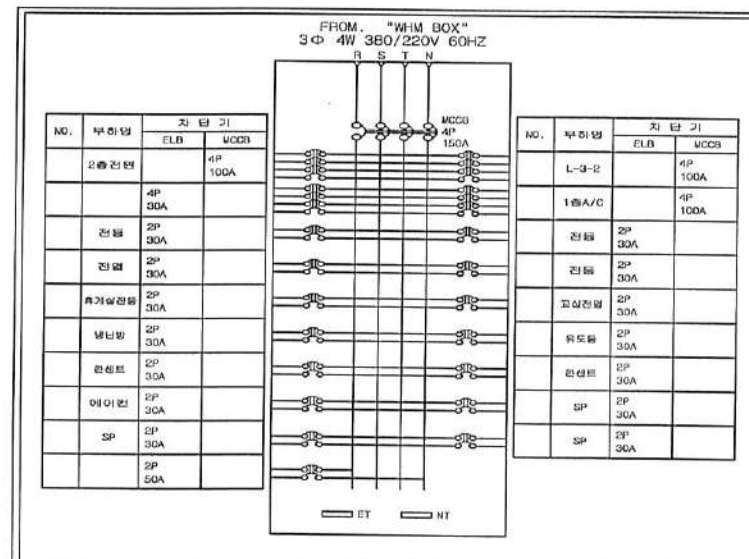 FROM. "WHM BOX"
3Φ 4W 380/220V 60HZ
R S T N
MCCB
4P
150A
NO. 부하명 차 단 기
ELB MCCB
2층전면 4P 100A
4P 30A
전등 2P 30A
전열 2P 30A
휴게실전등 2P 30A
냉난방 2P 30A
콘센트 2P 30A
에어컨 2P 30A
SP 2P 30A
2P 50A
NO. 부하명 차 단 기
ELB MCCB
L-3-2 4P 100A
1층A/C 4P 100A
전등 2P 30A
전등 2P 30A
교실전열 2P 30A
유도등 2P 30A
콘센트 2P 30A
SP 2P 30A
SP 2P 30A
ET NT